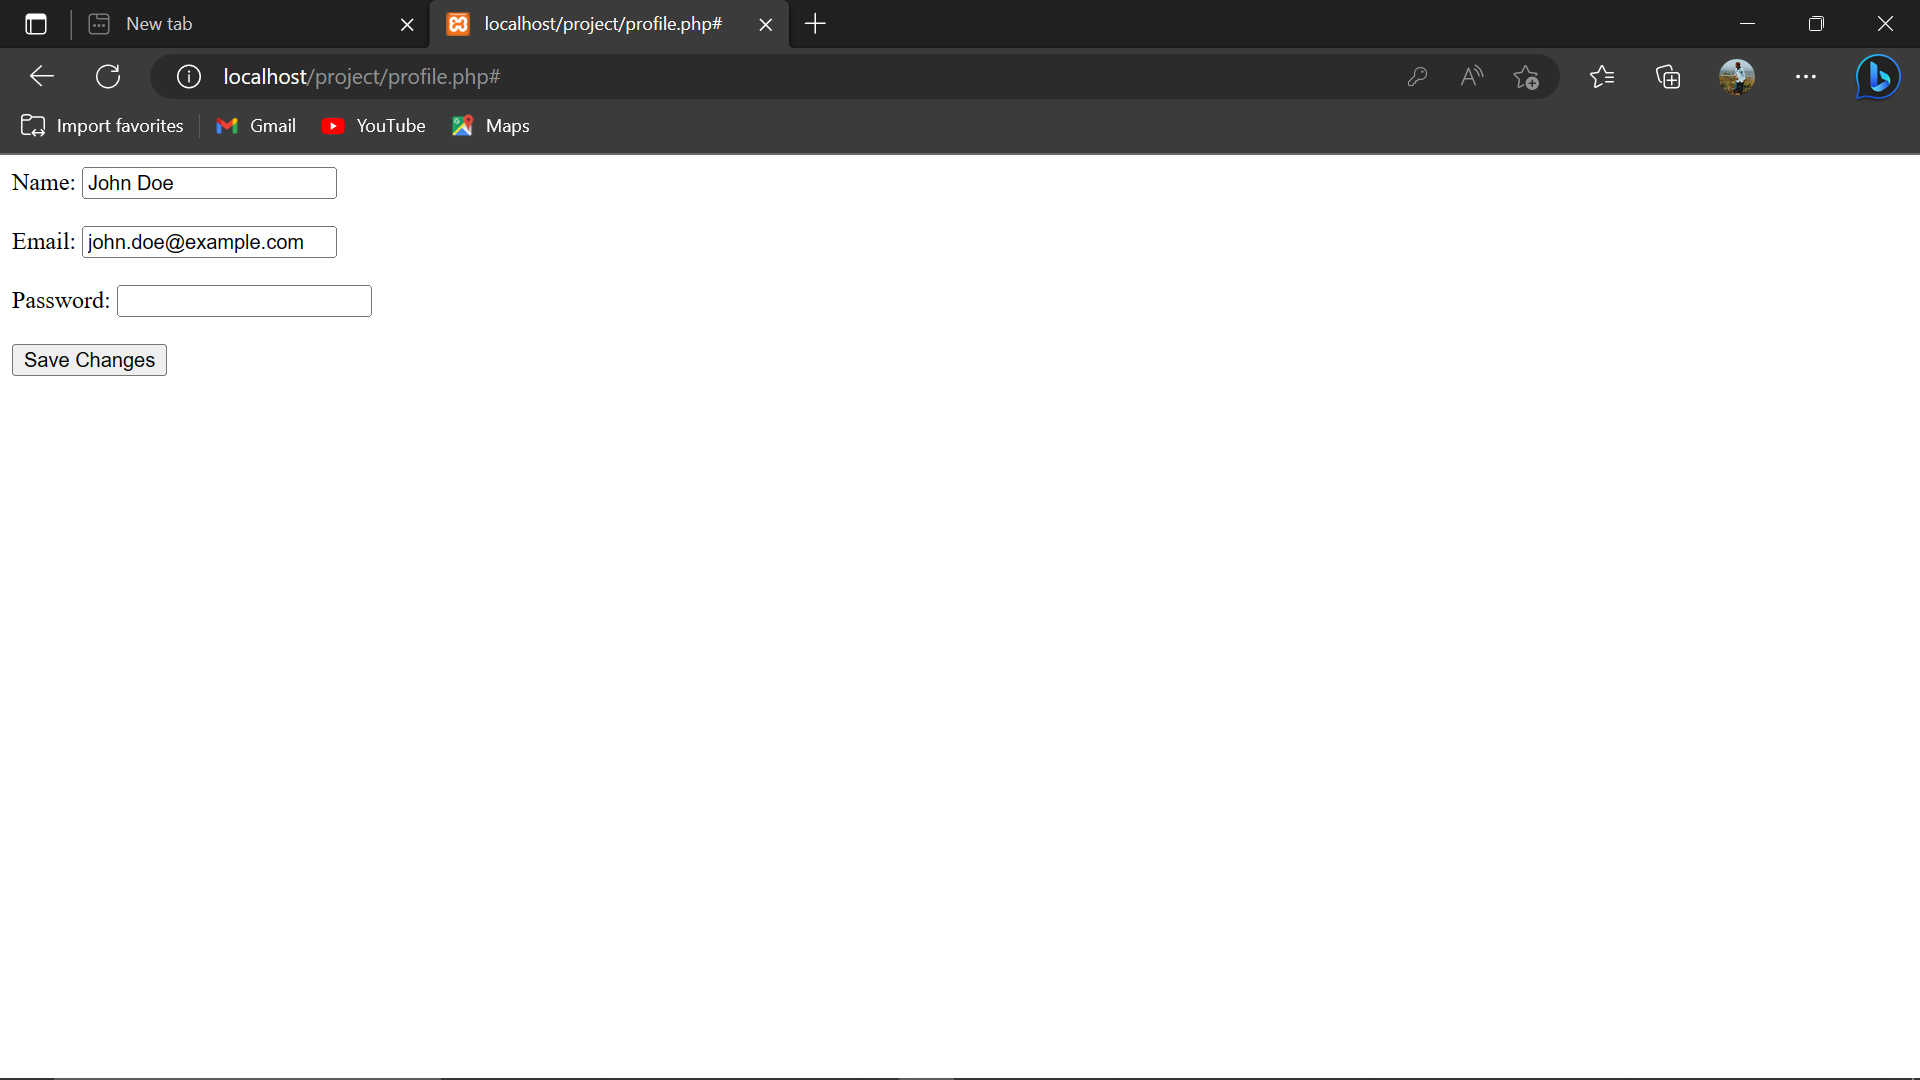 New tab
localhost/project/profile.php#
localhost/project/profile.php#
Import favorites
Gmail
YouTube
Maps
Name: John Doe
Email: john.doe@example.com
Password:
Save Changes